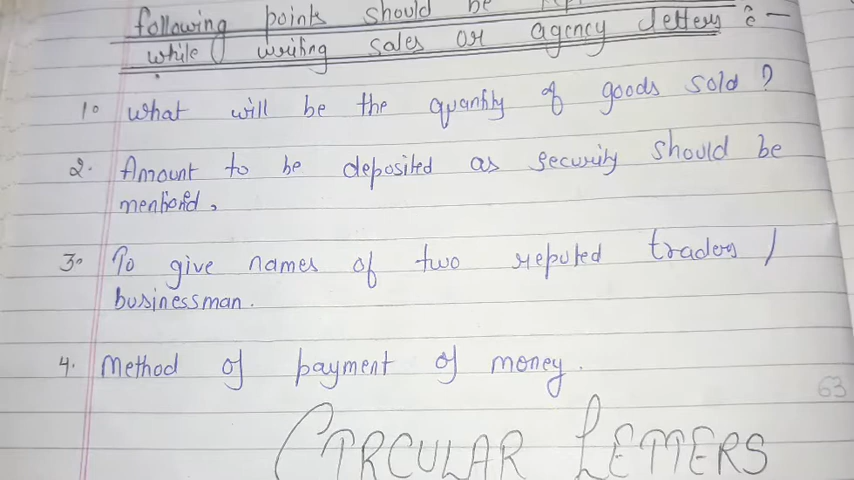 following points should be
while writing sales or agency letters :-
1. What will be the quantity of goods sold ?
2. Amount to be deposited as security should be
mentioned.
3. To give names of two reputed traders /
businessman.
4. Method of payment of money.
63
CIRCULAR LETTERS